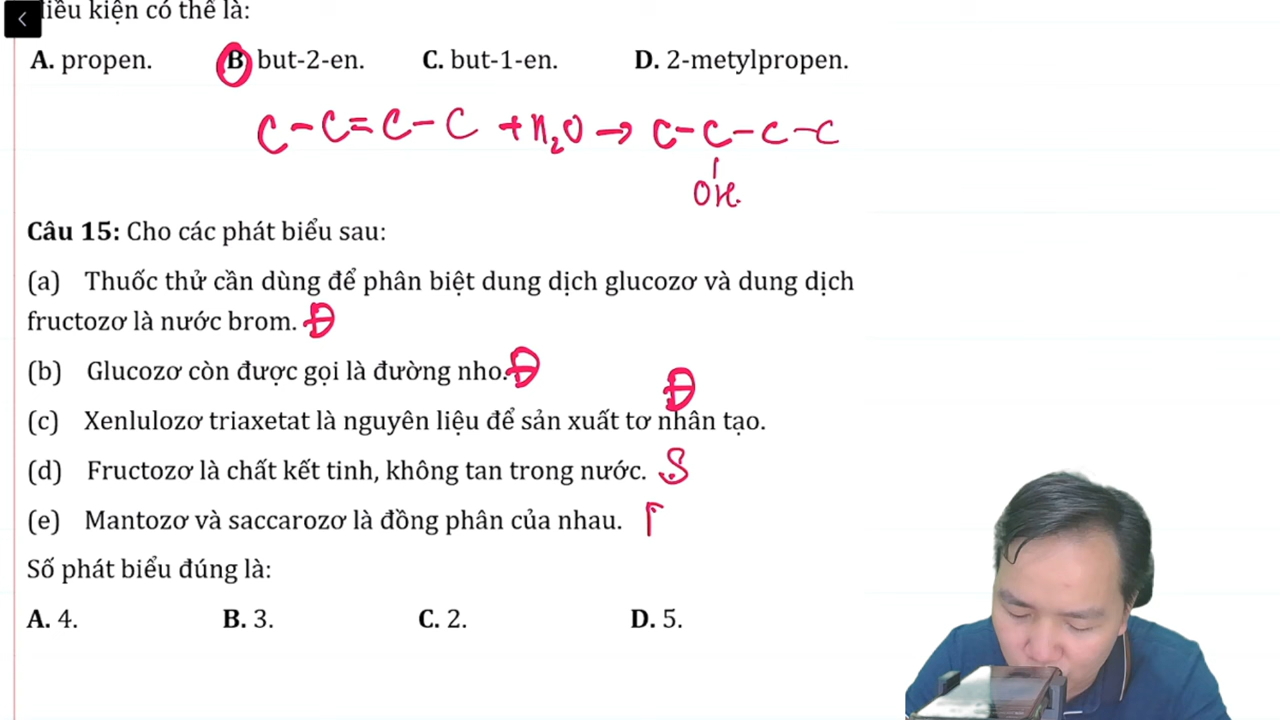 iều kiện có thể là:
A. propen. B. but-2-en. C. but-1-en. D. 2-metylpropen.
C-C=C-C + H₂O → C-C-C-C
OH
Câu 15: Cho các phát biểu sau:
(a) Thuốc thử cần dùng để phân biệt dung dịch glucozơ và dung dịch
fructozơ là nước brom. Đ
(b) Glucozơ còn được gọi là đường nho. Đ
Đ
(c) Xenlulozơ triaxetat là nguyên liệu để sản xuất tơ nhân tạo.
(d) Fructozơ là chất kết tinh, không tan trong nước. S
(e) Mantozơ và saccarozơ là đồng phân của nhau.
Số phát biểu đúng là:
A. 4. B. 3. C. 2. D. 5.